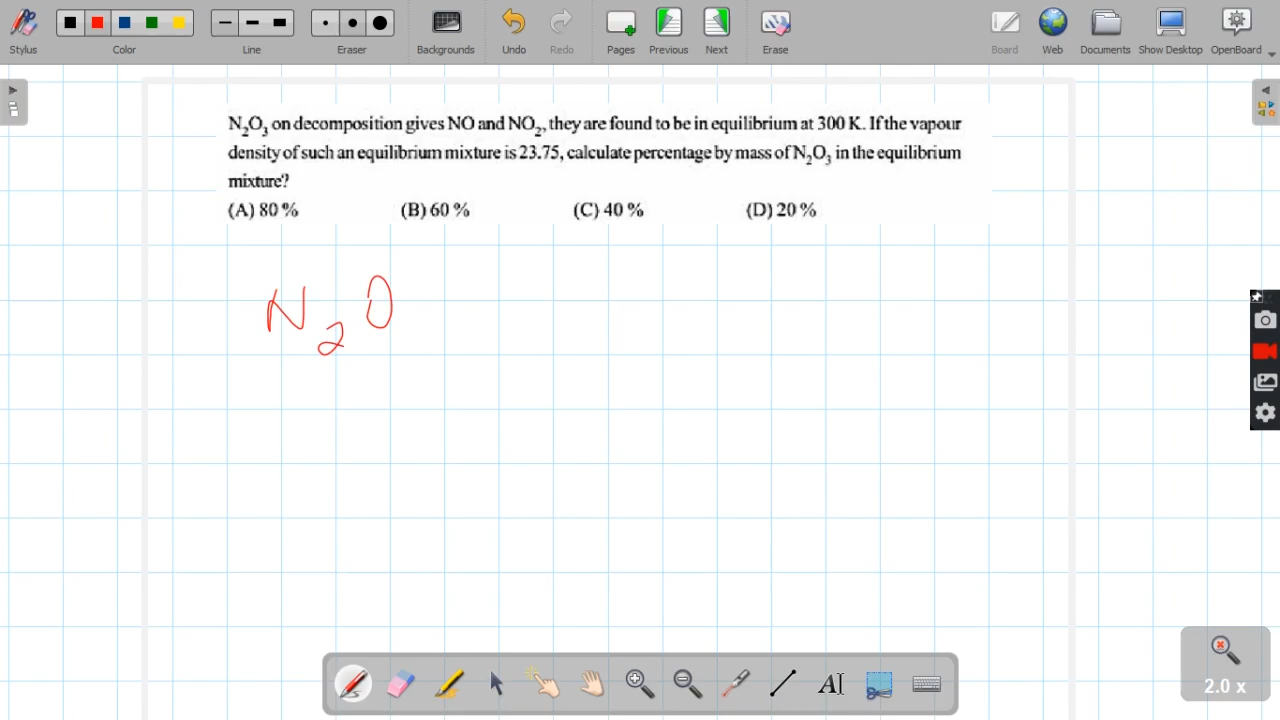 Stylus Color Line Eraser Backgrounds Undo Redo Pages Previous Next Erase Board Web Documents Show Desktop OpenBoard
N₂O₃ on decomposition gives NO and NO₂, they are found to be in equilibrium at 300 K. If the vapour
density of such an equilibrium mixture is 23.75, calculate percentage by mass of N₂O₃ in the equilibrium
mixture?
(A) 80 % (B) 60 % (C) 40 % (D) 20 %
N₂O
2.0 x